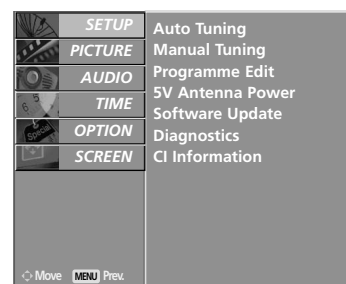 SETUP
PICTURE
AUDIO
TIME
OPTION
SCREEN
Auto Tuning
Manual Tuning
Programme Edit
5V Antenna Power
Software Update
Diagnostics
CI Information
Move MENU Prev.